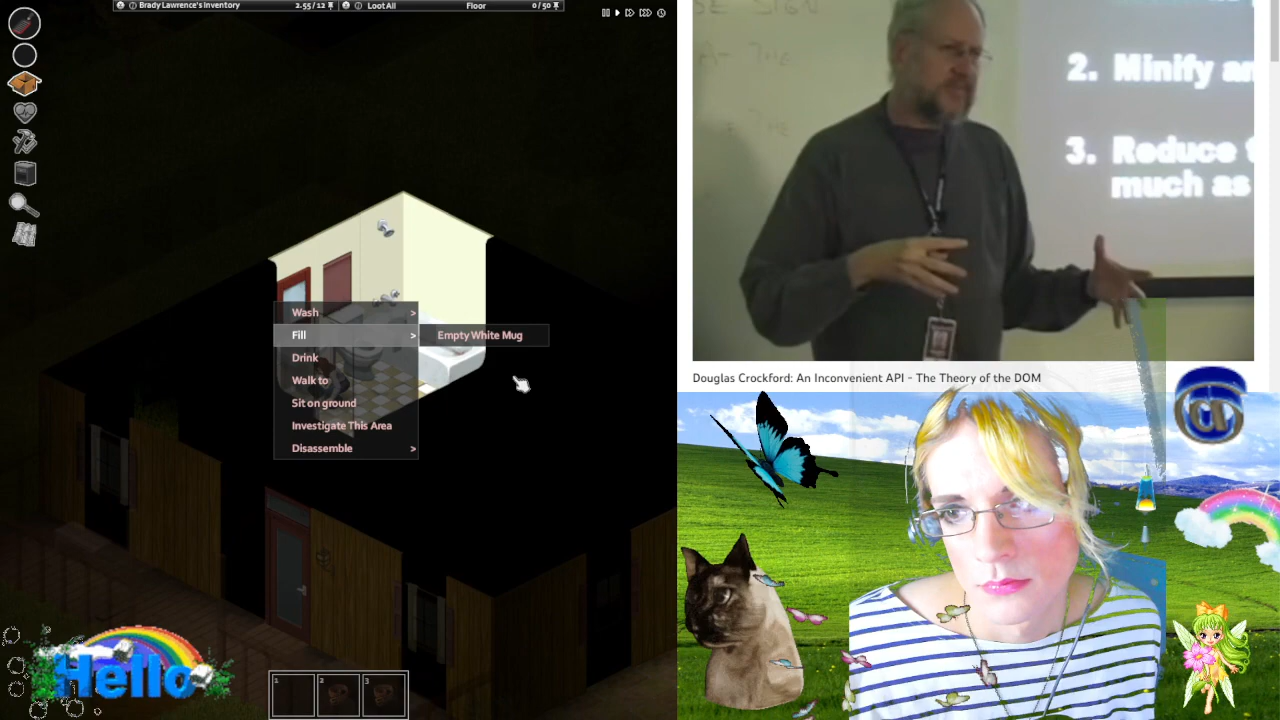 Brady Lawrence's Inventory 2.55 / 12
Loot All Floor 0 / 50
Wash >
Fill >
Empty White Mug
Drink
Walk to
Sit on ground
Investigate This Area
Disassemble >
1 2 3
Hello
SE SIGN
2. Minify
3. Reduce
much as
Douglas Crockford: An Inconvenient API - The Theory of the DOM
@